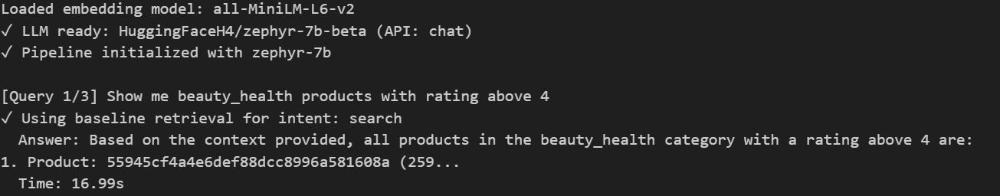 Loaded embedding model: all-MiniLM-L6-v2
✓ LLM ready: HuggingFaceH4/zephyr-7b-beta (API: chat)
✓ Pipeline initialized with zephyr-7b
[Query 1/3] Show me beauty_health products with rating above 4
✓ Using baseline retrieval for intent: search
Answer: Based on the context provided, all products in the beauty_health category with a rating above 4 are:
1. Product: 55945cf4a4e6def88dcc8996a581608a (259...
Time: 16.99s